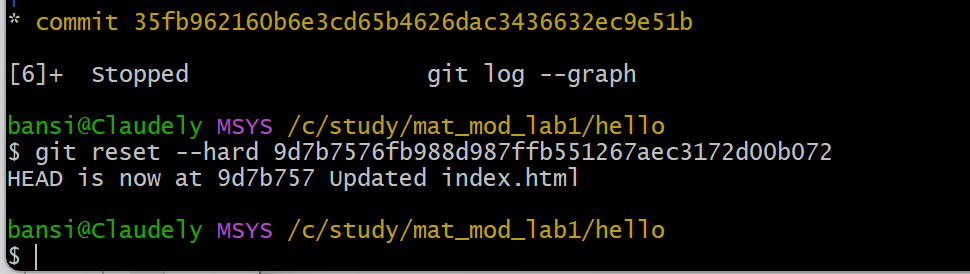 * commit 35fb962160b6e3cd65b4626dac3436632ec9e51b
[6]+  Stopped                 git log --graph
bansi@Claudely MSYS /c/study/mat_mod_lab1/hello
$ git reset --hard 9d7b7576fb988d987ffb551267aec3172d00b072
HEAD is now at 9d7b757 Updated index.html
bansi@Claudely MSYS /c/study/mat_mod_lab1/hello
$